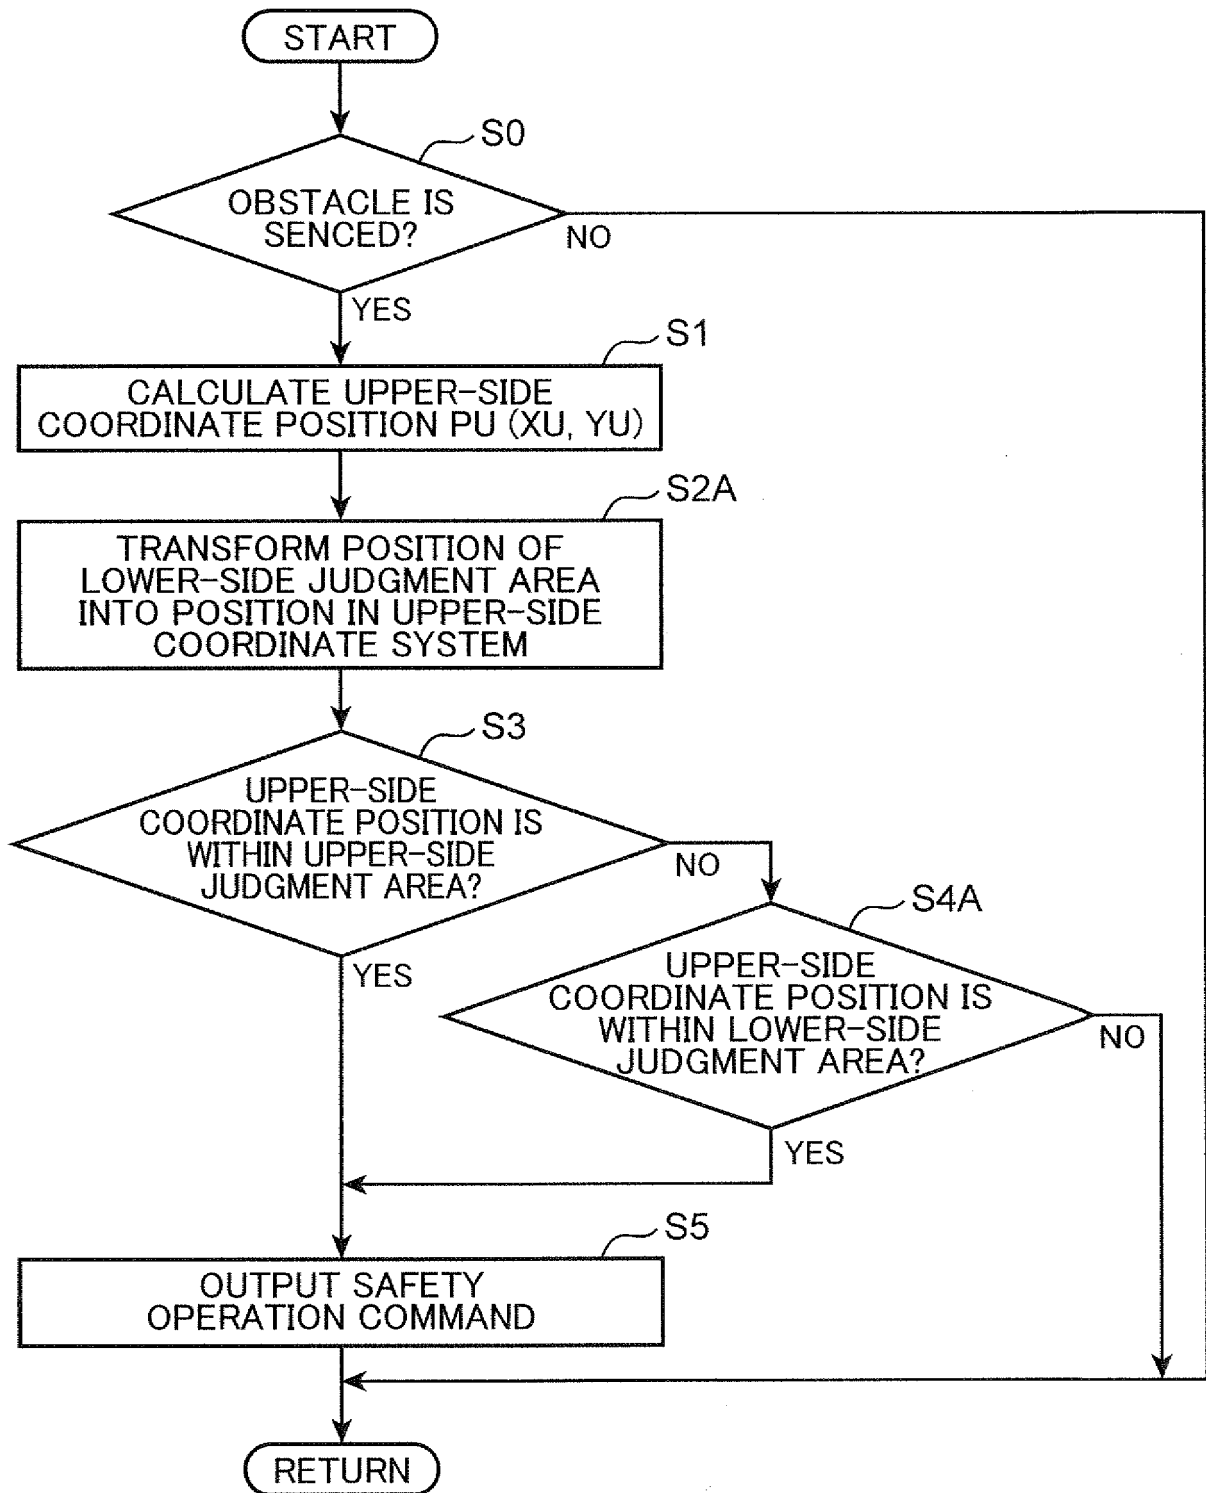 START
S0
OBSTACLE IS
SENCED?
NO
YES
S1
CALCULATE UPPER-SIDE
COORDINATE POSITION PU (XU, YU)
S2A
TRANSFORM POSITION OF
LOWER-SIDE JUDGMENT AREA
INTO POSITION IN UPPER-SIDE
COORDINATE SYSTEM
S3
UPPER-SIDE
COORDINATE POSITION IS
WITHIN UPPER-SIDE
JUDGMENT AREA?
NO
YES
S4A
UPPER-SIDE
COORDINATE POSITION IS
WITHIN LOWER-SIDE
JUDGMENT AREA?
NO
YES
S5
OUTPUT SAFETY
OPERATION COMMAND
RETURN